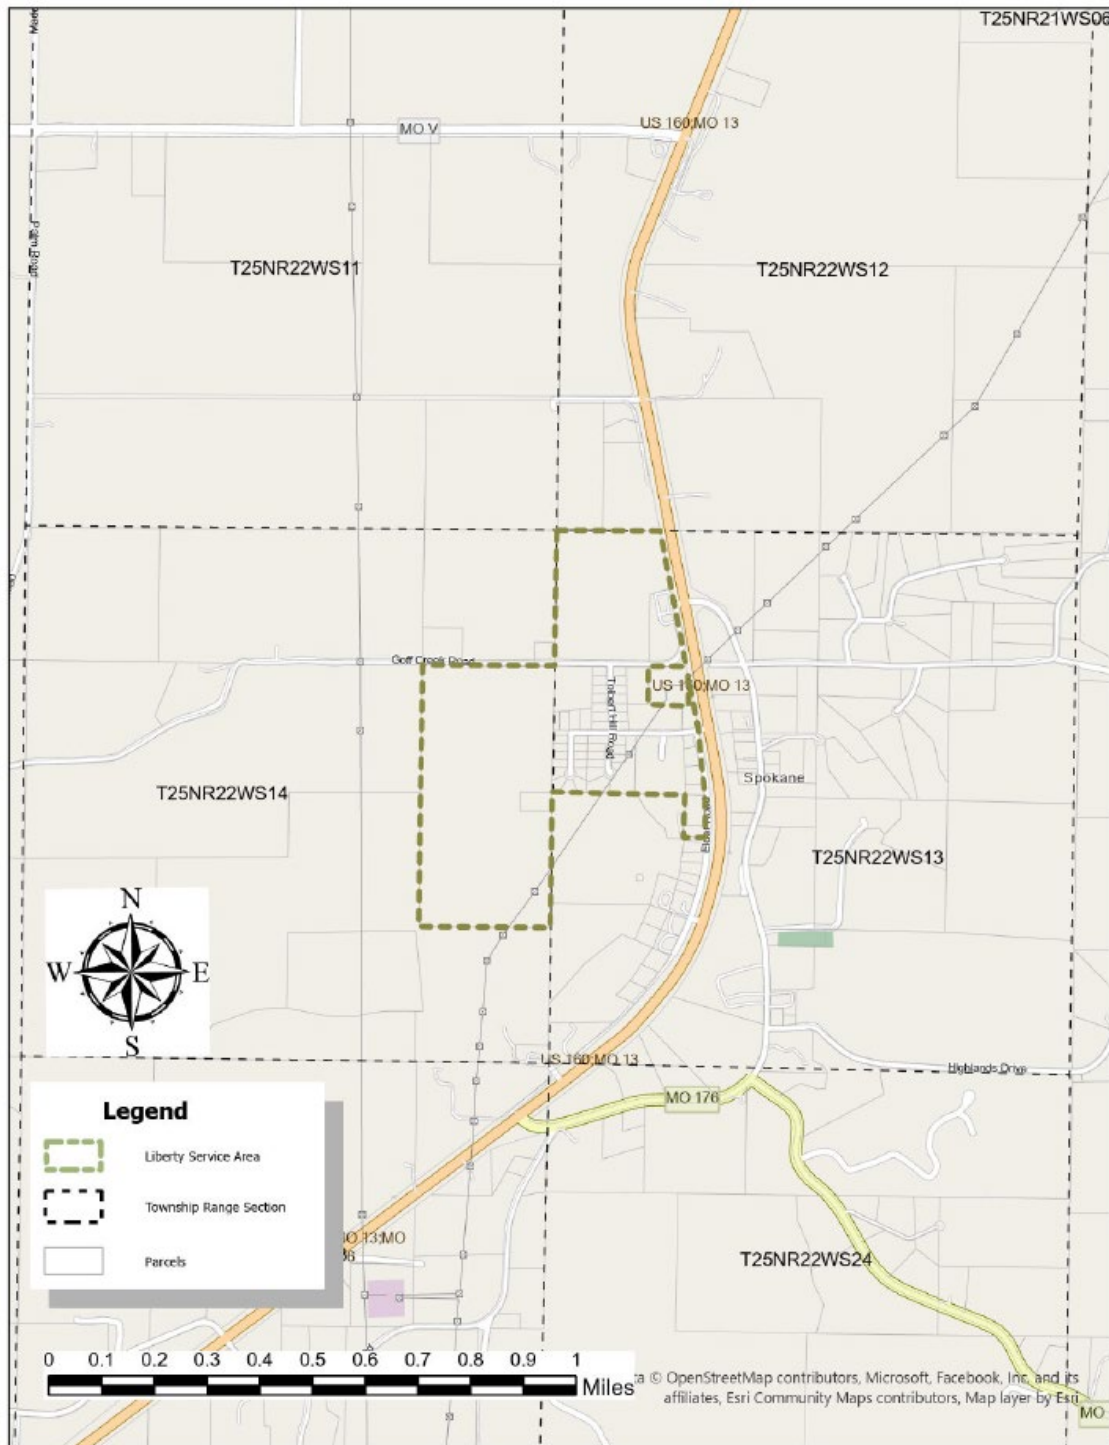 T25NR21WS06
US 160;MO 13
MO V
T25NR22WS11
T25NR22WS12
Goff Creek Road
US 160;MO 13
Tolbert Hill Road
Spokane
T25NR22WS14
T25NR22WS13
N
W
E
S
US 160;MO 13
Highlands Drive
MO 176
Legend
Liberty Service Area
Township Range Section
Parcels
13;MO
T25NR22WS24
0 0.1 0.2 0.3 0.4 0.5 0.6 0.7 0.8 0.9 1
Miles
© OpenStreetMap contributors, Microsoft, Facebook, Inc. and its
affiliates, Esri Community Maps contributors, Map layer by Esri
MO